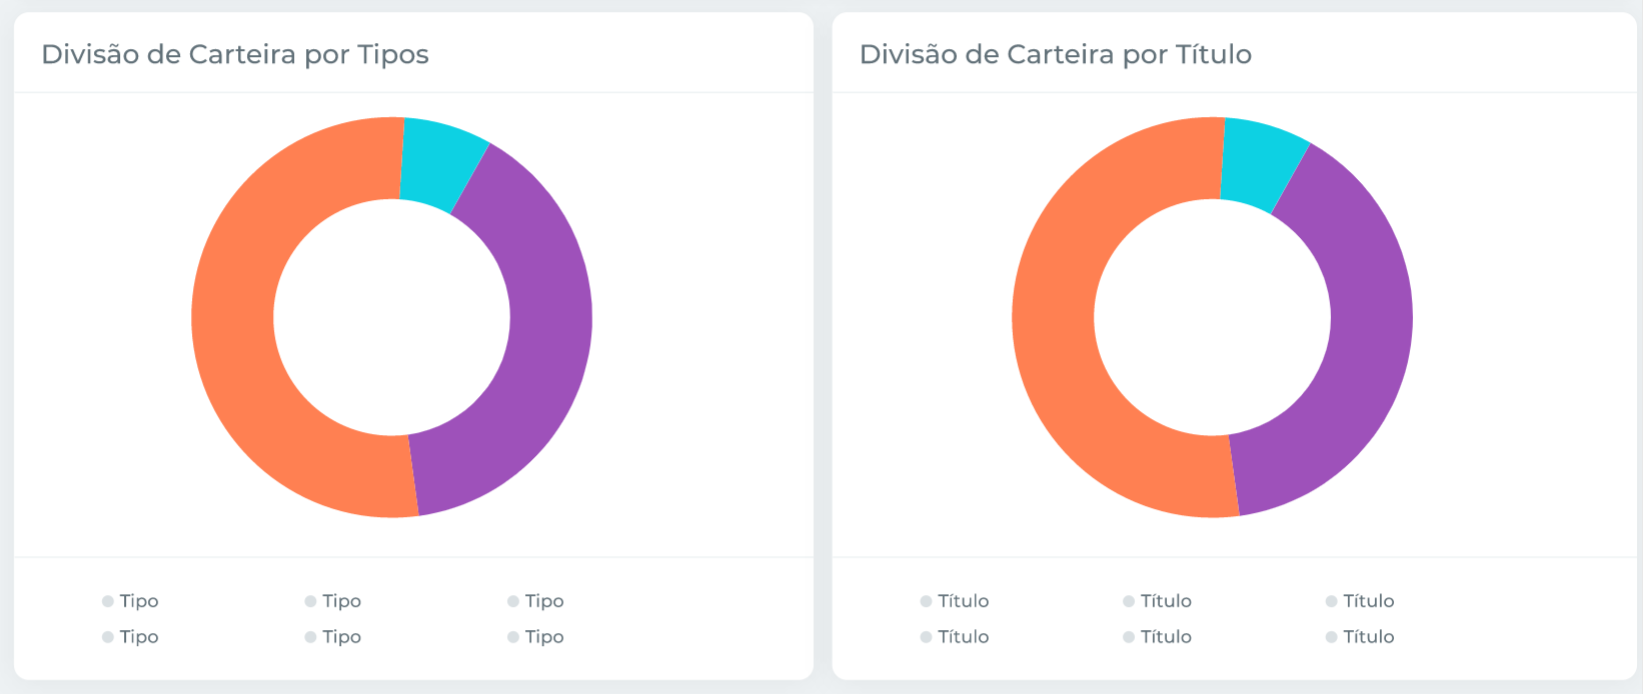 Divisão de Carteira por Tipos
Tipo Tipo Tipo
Tipo Tipo Tipo
Divisão de Carteira por Título
Título Título Título
Título Título Título